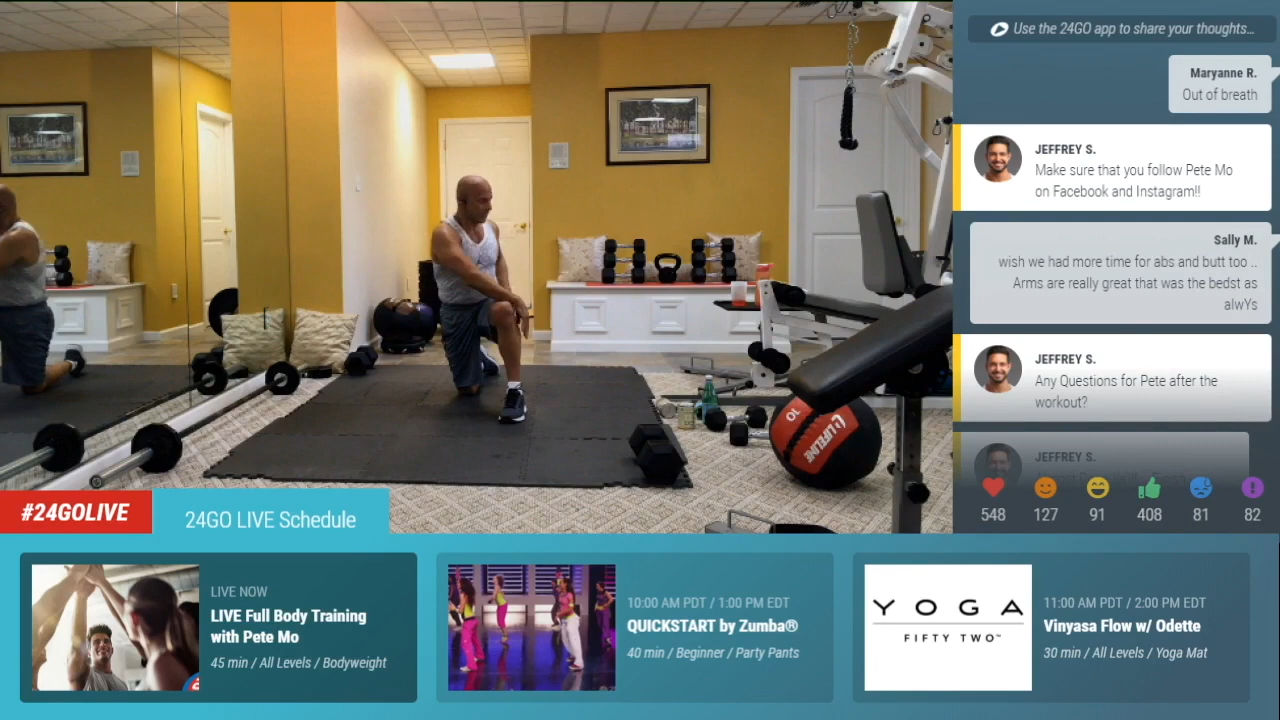 Use the 24GO app to share your thoughts...
Maryanne R.
Out of breath
JEFFREY S.
Make sure that you follow Pete Mo
on Facebook and Instagram!!
Sally M.
wish we had more time for abs and butt too ..
Arms are really great that was the bedst as
alwYs
JEFFREY S.
Any Questions for Pete after the
workout?
JEFFREY S.
548
127
91
408
81
82
10
LIFELINE
#24GOLIVE
24GO LIVE Schedule
LIVE NOW
LIVE Full Body Training
with Pete Mo
45 min / All Levels / Bodyweight
10:00 AM PDT / 1:00 PM EDT
QUICKSTART by Zumba®
40 min / Beginner / Party Pants
YOGA
FIFTY TWO™
11:00 AM PDT / 2:00 PM EDT
Vinyasa Flow w/ Odette
30 min / All Levels / Yoga Mat